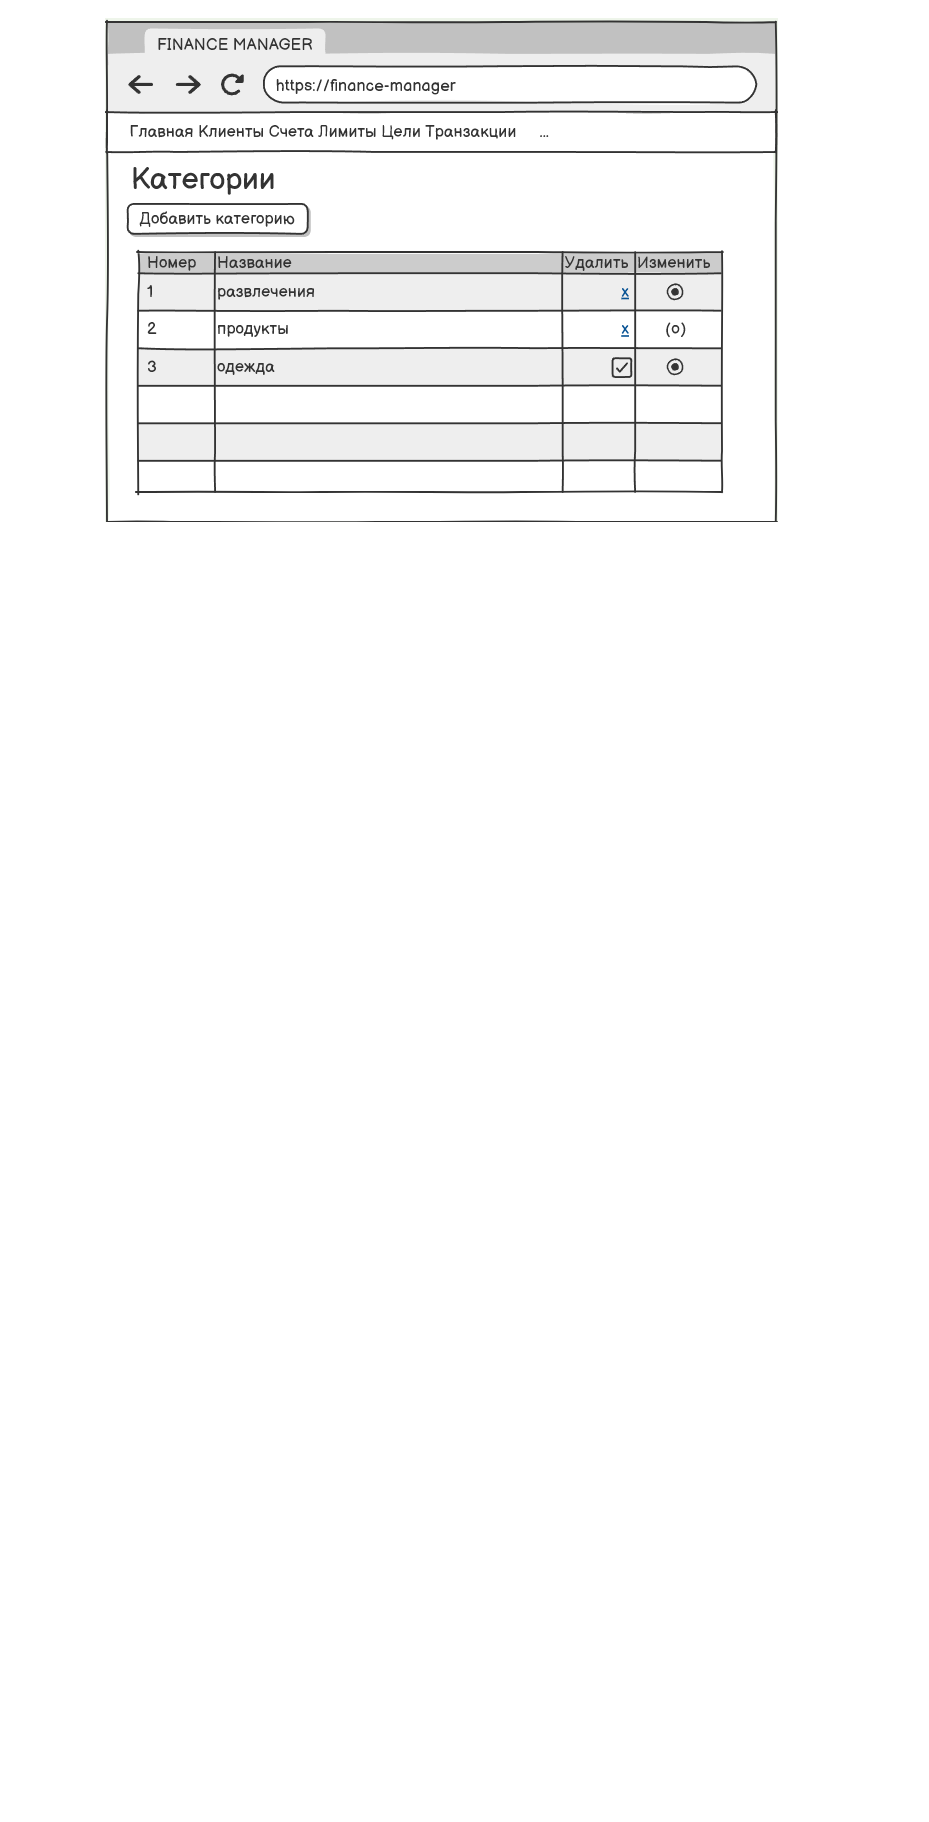 FINANCE MANAGER
https://finance-manager
Главная Клиенты Счета Лимиты Цели Транзакции ...
Категории
Добавить категорию
Номер Название Удалить Изменить
1 развлечения x
2 продукты x (o)
3 одежда